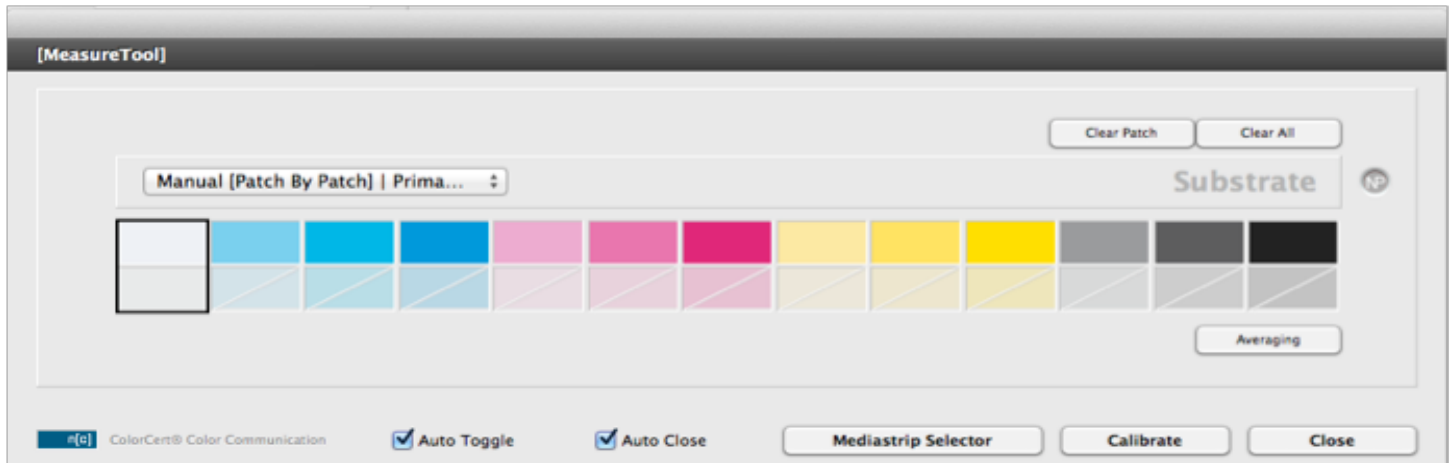 [MeasureTool]
Clear Patch Clear All
Manual [Patch By Patch] | Prima... Substrate
NP
Averaging
n[c] ColorCert® Color Communication Auto Toggle Auto Close Mediastrip Selector Calibrate Close